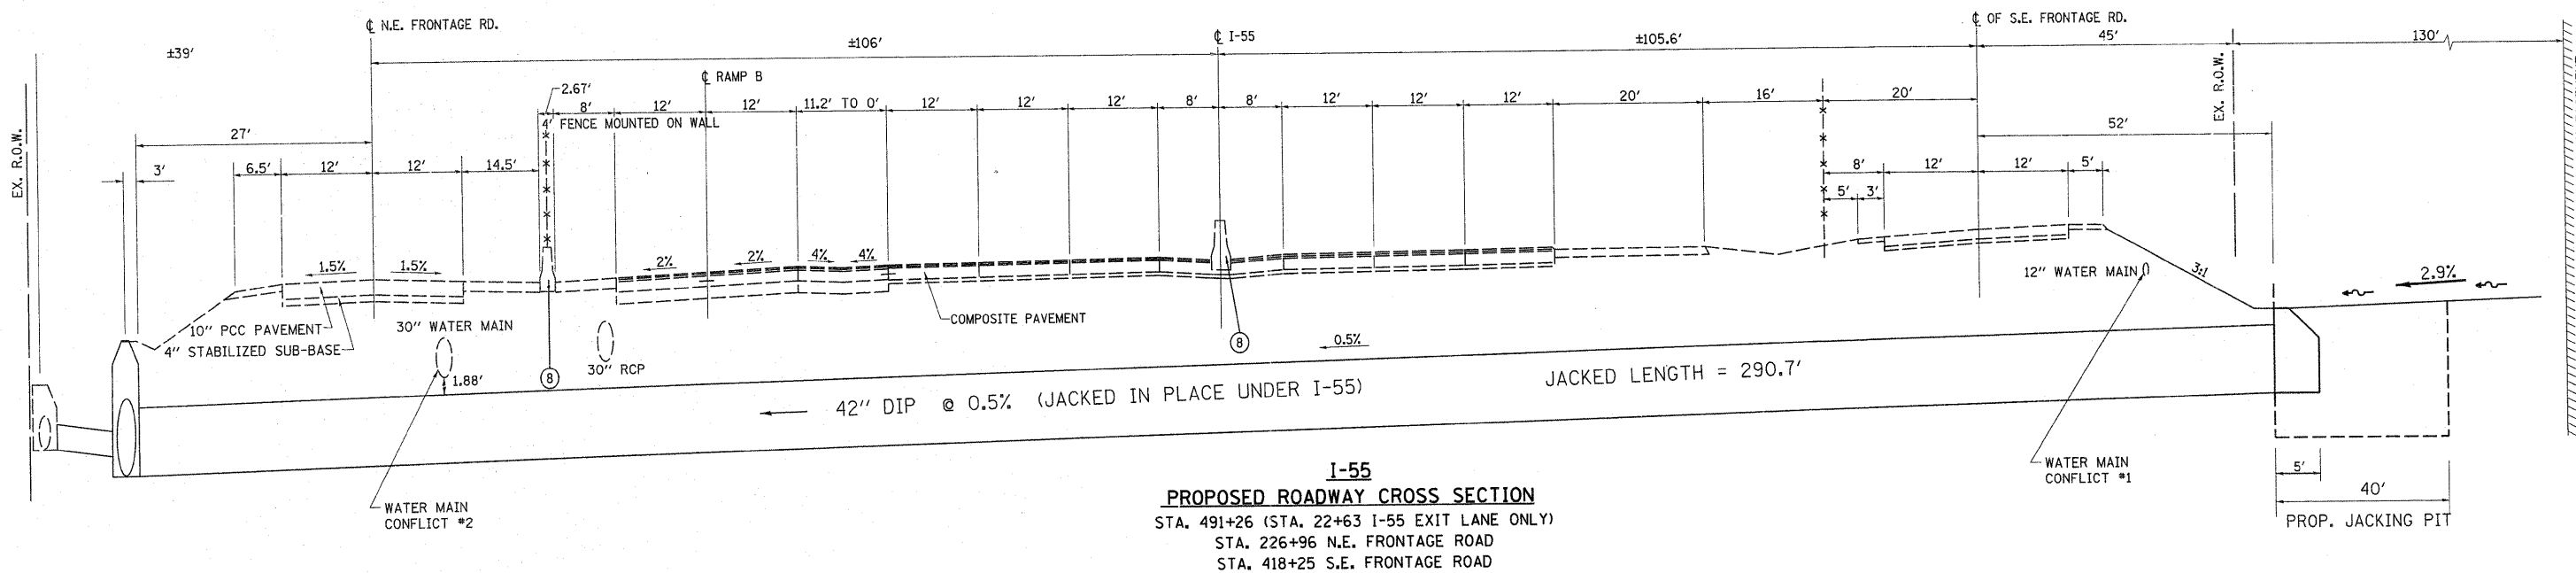 ℄ N.E. FRONTAGE RD.
℄ I-55
℄ OF S.E. FRONTAGE RD.
±39'
±106'
±105.6'
45'
130'
EX. R.O.W.
EX. R.O.W.
℄ RAMP B
2.67'
8'
12'
12'
11.2' TO 0'
12'
12'
12'
8'
8'
12'
12'
12'
20'
16'
20'
4' FENCE MOUNTED ON WALL
27'
52'
3'
6.5'
12'
12'
14.5'
8'
12'
12'
5'
5'
3'
1.5%
1.5%
2%
2%
4%
4%
12" WATER MAIN
3:1
2.9%
10" PCC PAVEMENT
4" STABILIZED SUB-BASE
30" WATER MAIN
COMPOSITE PAVEMENT
30" RCP
8
8
0.5%
1.88'
42" DIP @ 0.5% (JACKED IN PLACE UNDER I-55)
JACKED LENGTH = 290.7'
WATER MAIN
CONFLICT #2
WATER MAIN
CONFLICT #1
5'
40'
PROP. JACKING PIT
I-55
PROPOSED ROADWAY CROSS SECTION
STA. 491+26 (STA. 22+63 I-55 EXIT LANE ONLY)
STA. 226+96 N.E. FRONTAGE ROAD
STA. 418+25 S.E. FRONTAGE ROAD